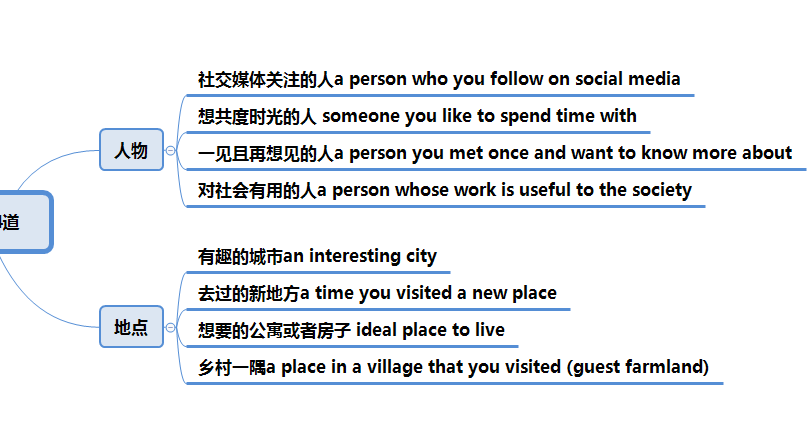 社交媒体关注的人a person who you follow on social media
想共度时光的人 someone you like to spend time with
人物
一见且再想见的人a person you met once and want to know more about
对社会有用的人a person whose work is useful to the society
道
有趣的城市an interesting city
去过的新地方a time you visited a new place
地点
想要的公寓或者房子 ideal place to live
乡村一隅a place in a village that you visited (guest farmland)